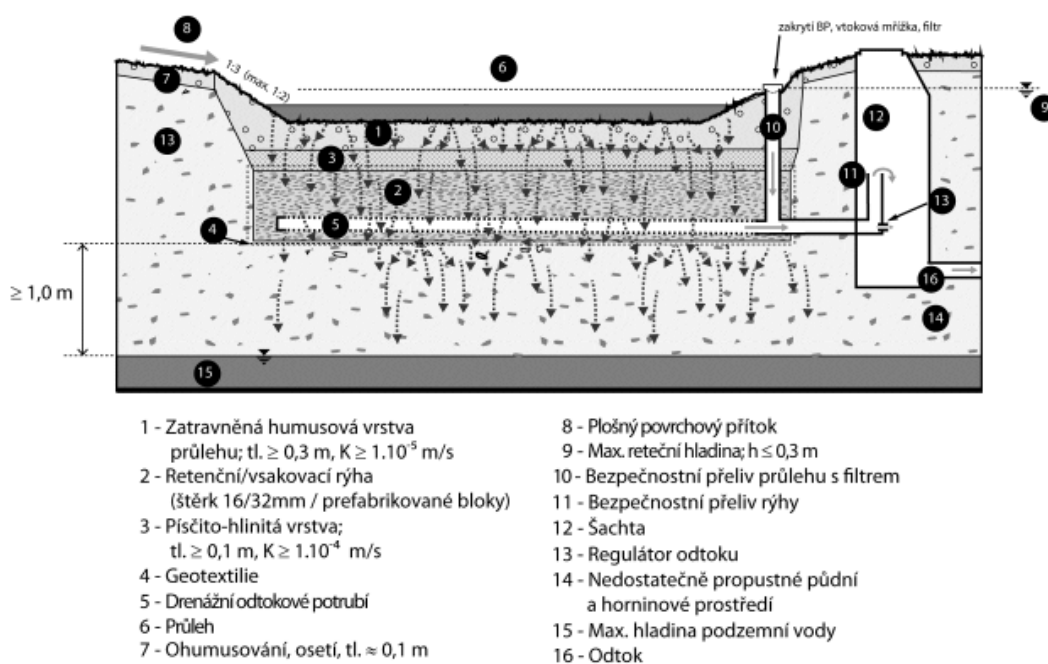 8
zakrytí BP, vtoková mřížka, filtr
1:3 (max. 1:2)
6
7
9
1
10
12
13
3
2
11
13
4
5
16
≥ 1,0 m
14
15
1 - Zatravněná humusová vrstva
průlehu; tl. ≥ 0,3 m, K ≥ 1.10⁻⁵ m/s
2 - Retenční/vsakovací rýha
(štěrk 16/32mm / prefabrikované bloky)
3 - Písčito-hlinitá vrstva;
tl. ≥ 0,1 m, K ≥ 1.10⁻⁴ m/s
4 - Geotextilie
5 - Drenážní odtokové potrubí
6 - Průleh
7 - Ohumusování, osetí, tl. ≈ 0,1 m
8 - Plošný povrchový přítok
9 - Max. reteční hladina; h ≤ 0,3 m
10 - Bezpečnostní přeliv průlehu s filtrem
11 - Bezpečnostní přeliv rýhy
12 - Šachta
13 - Regulátor odtoku
14 - Nedostatečně propustné půdní
a horninové prostředí
15 - Max. hladina podzemní vody
16 - Odtok